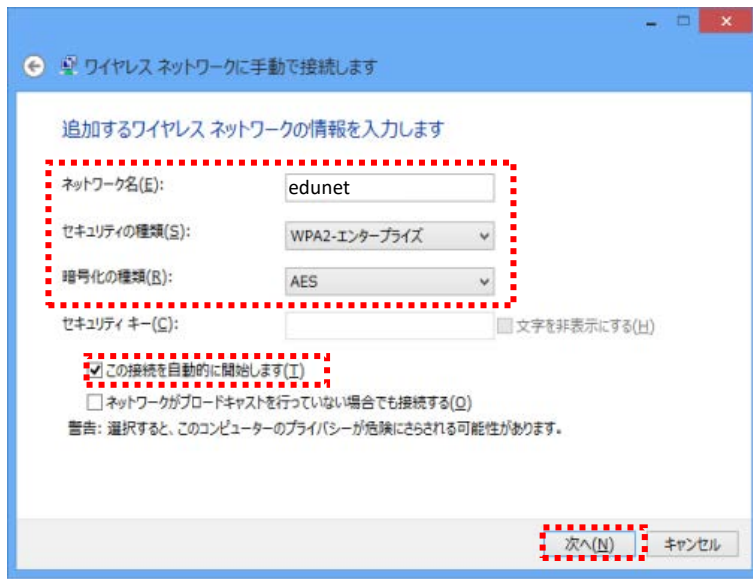 ワイヤレス ネットワークに手動で接続します
追加するワイヤレス ネットワークの情報を入力します
ネットワーク名(E): edunet
セキュリティの種類(S): WPA2-エンタープライズ
暗号化の種類(R): AES
セキュリティ キー(C): 文字を非表示にする(H)
この接続を自動的に開始します(T)
ネットワークがブロードキャストを行っていない場合でも接続する(O)
警告: 選択すると、このコンピューターのプライバシーが危険にさらされる可能性があります。
次へ(N) キャンセル